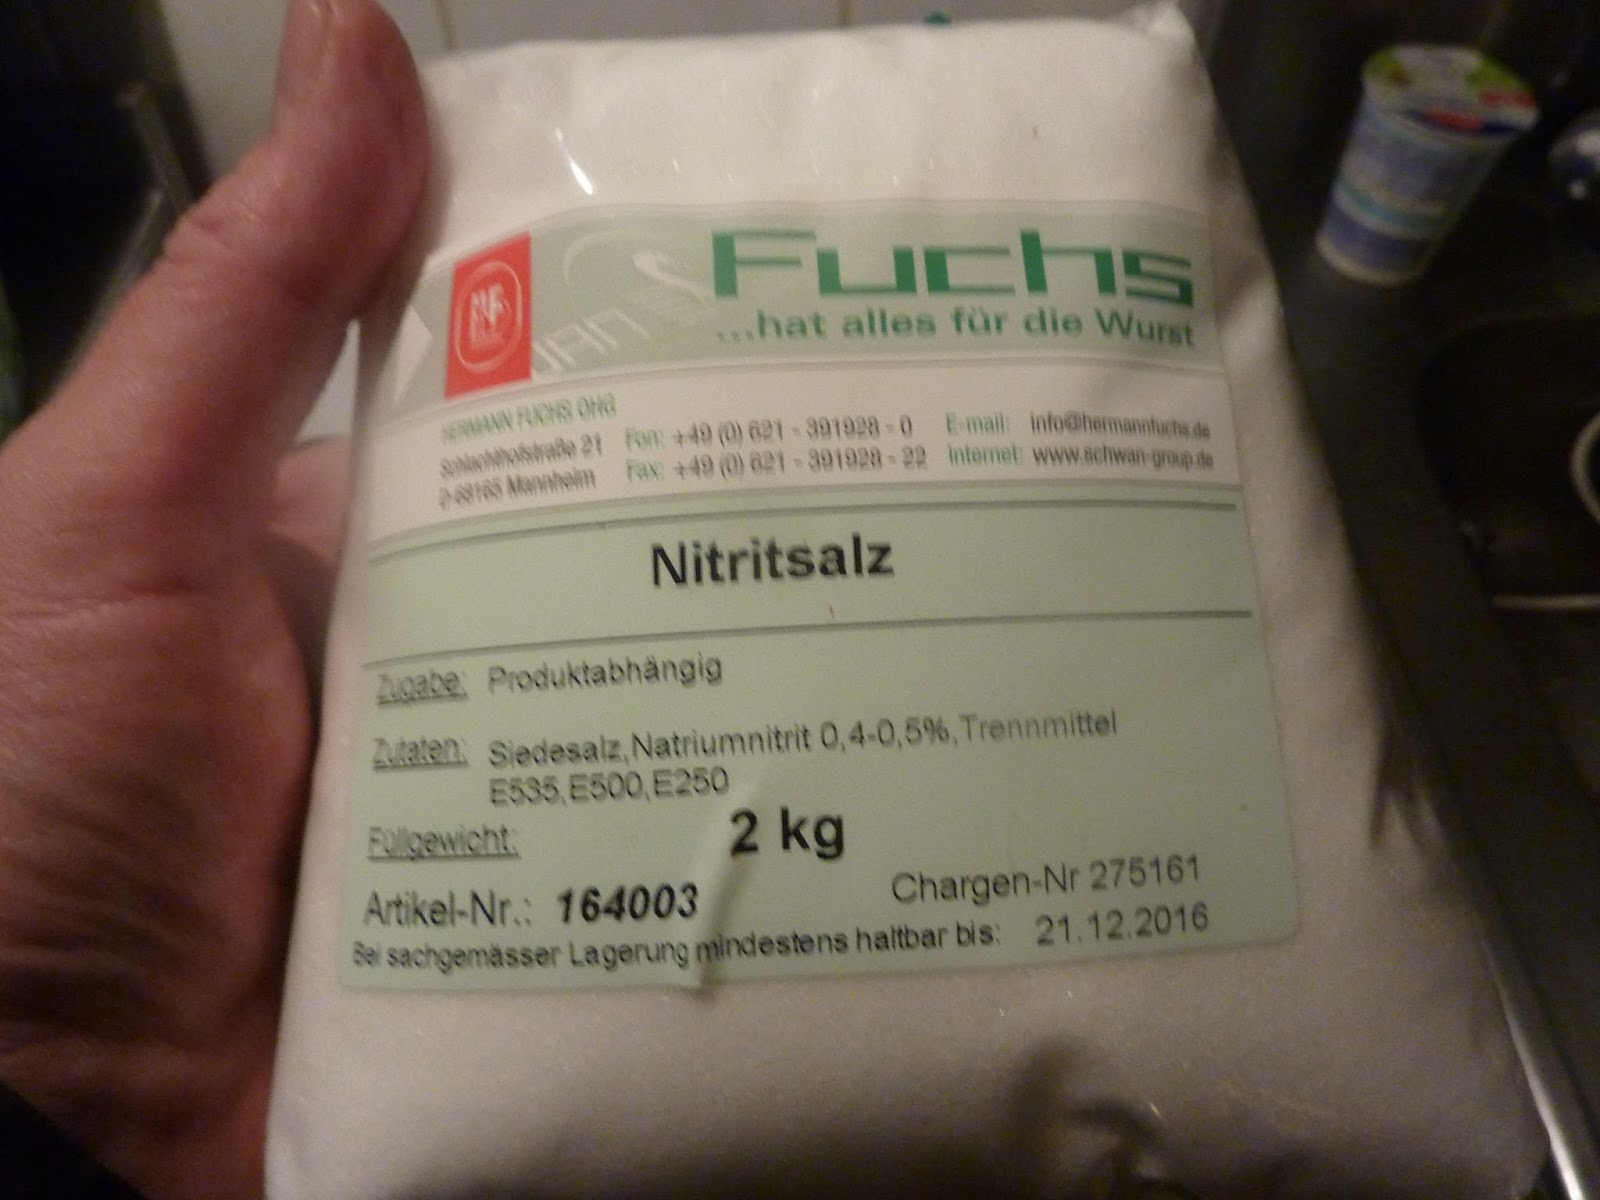 Fuchs
...hat alles für die Wurst
HERMANN FUCHS OHG
Schlachthofstraße 21
D-68165 Mannheim
Fon: +49 (0) 621 - 391928 - 0
Fax: +49 (0) 621 - 391928 - 22
E-mail: info@hermannfuchs.de
Internet: www.schwan-group.de
Nitritsalz
Zugabe: Produktabhängig
Zutaten: Siedesalz,Natriumnitrit 0,4-0,5%,Trennmittel
E535,E500,E250
Füllgewicht: 2 kg
Artikel-Nr.: 164003
Chargen-Nr 275161
Bei sachgemässer Lagerung mindestens haltbar bis: 21.12.2016